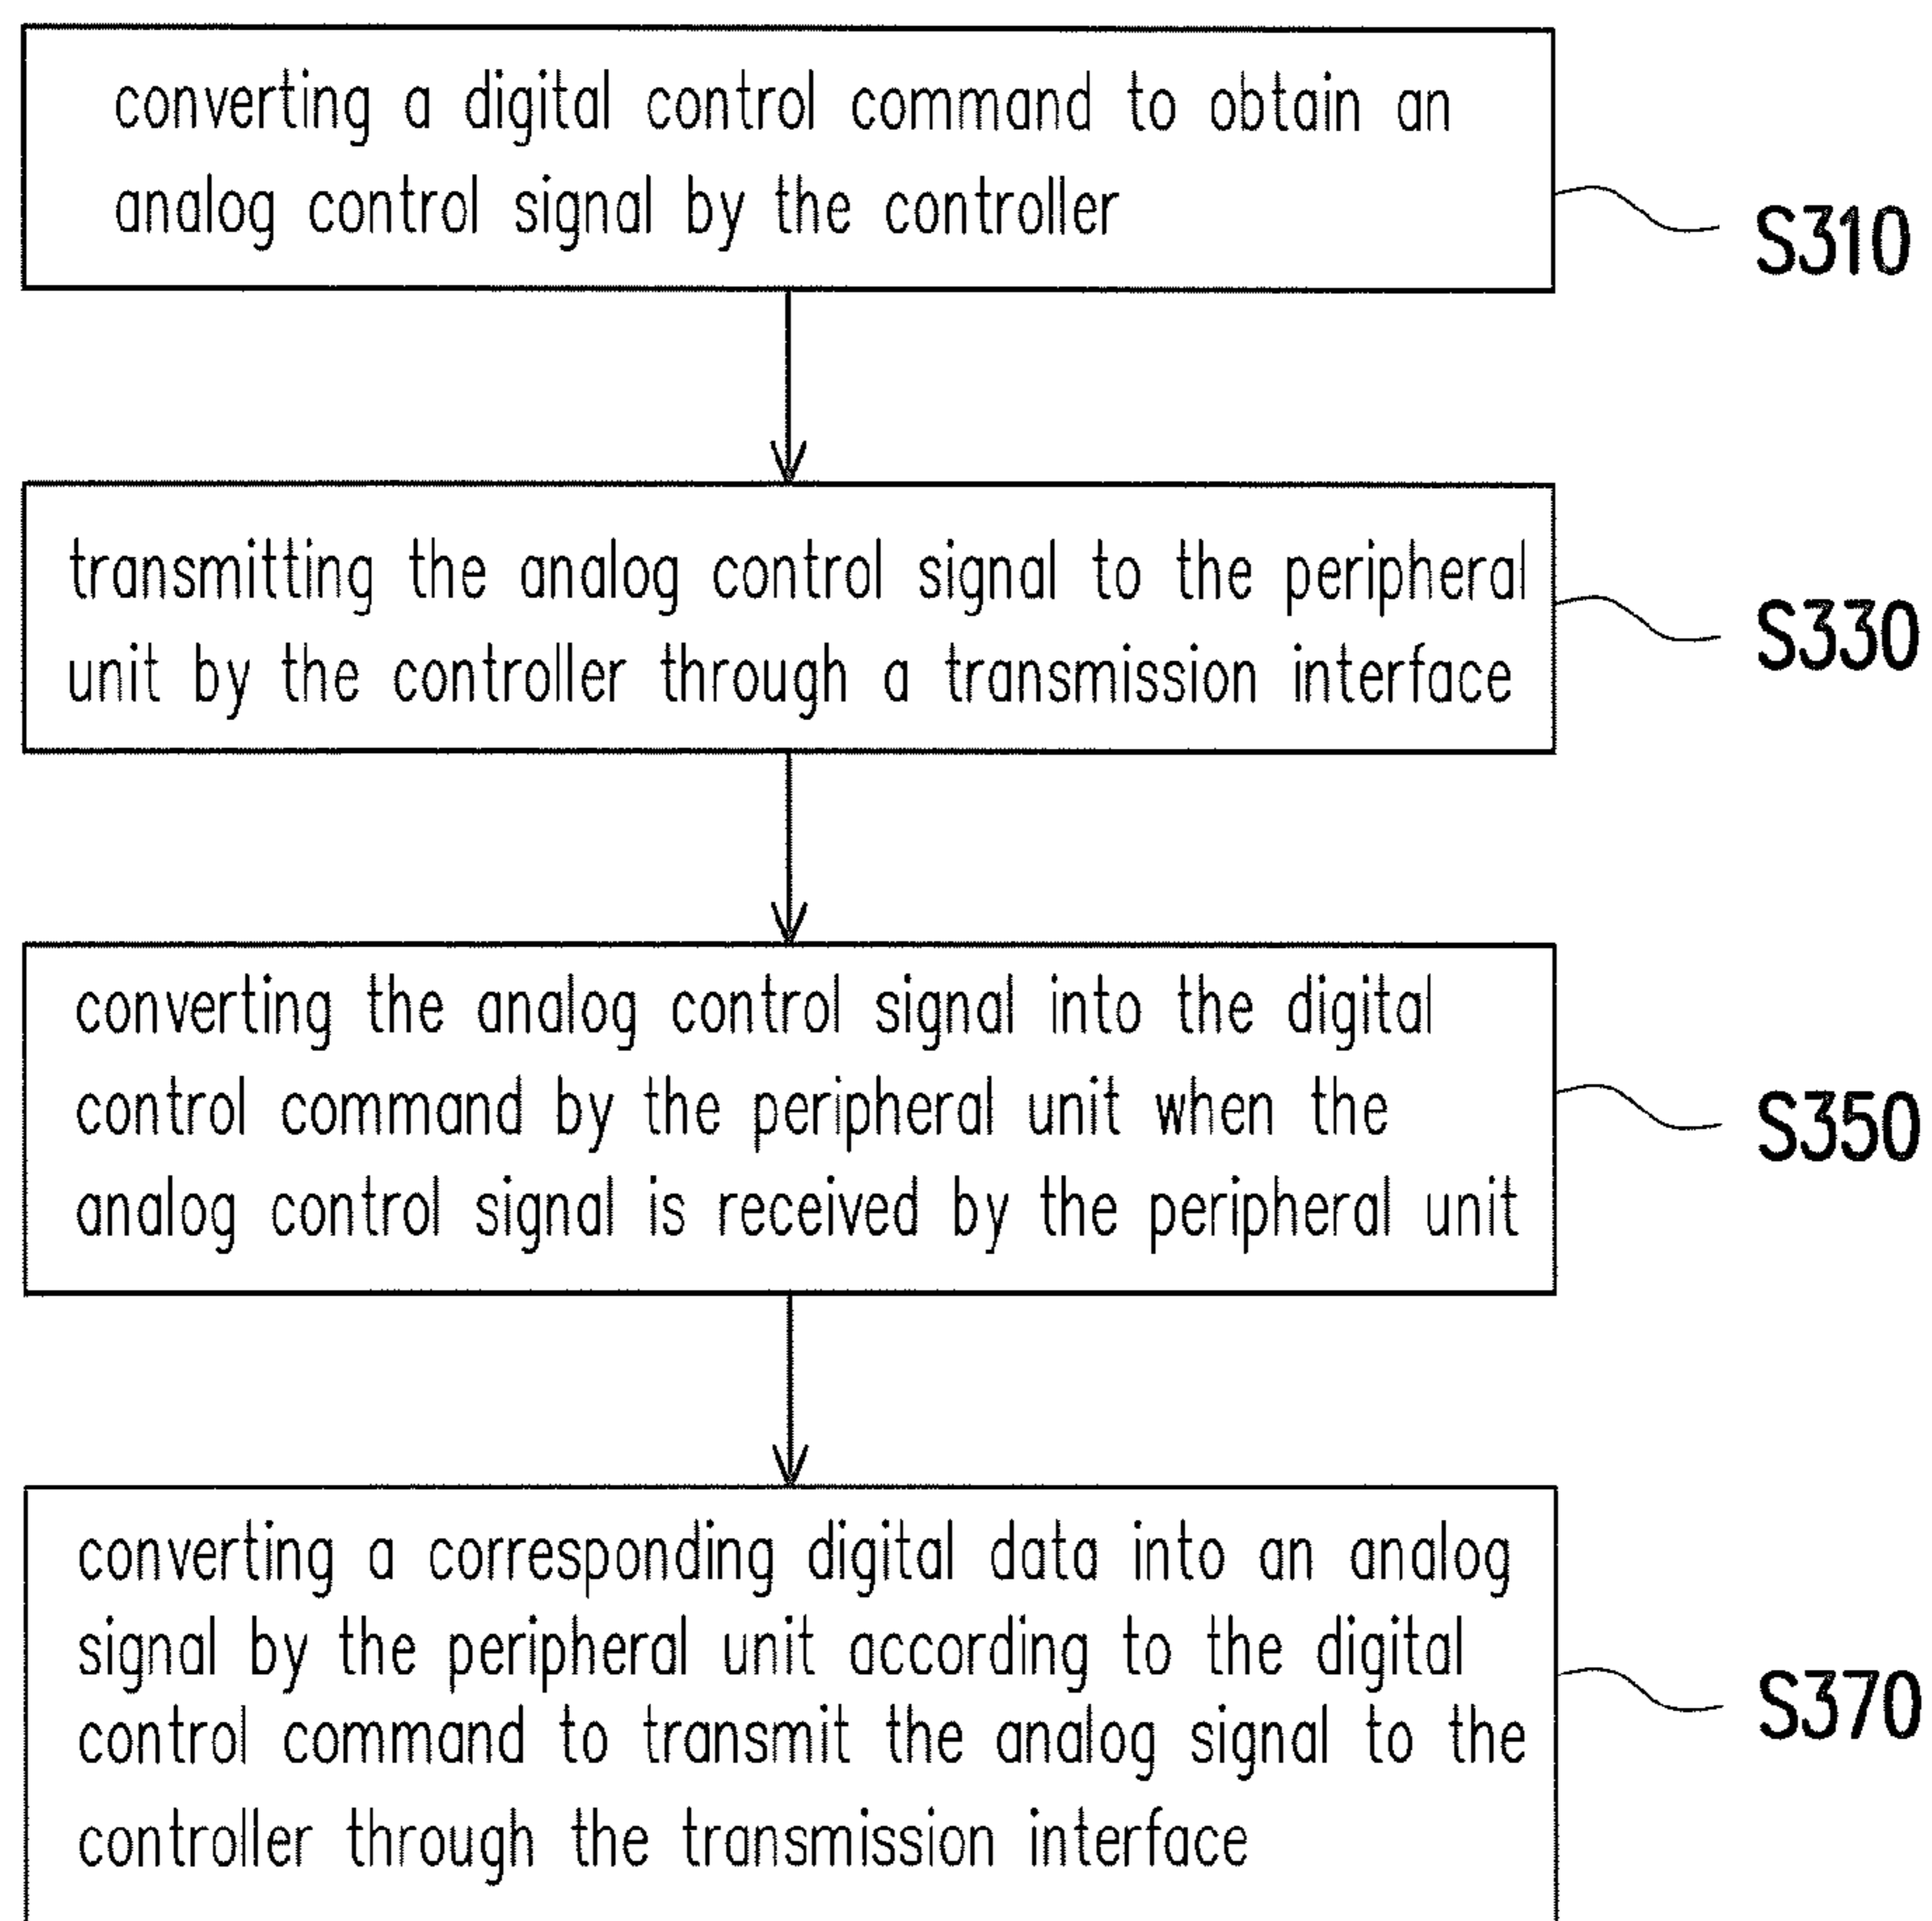 converting a digital control command to obtain an
analog control signal by the controller
S310
transmitting the analog control signal to the peripheral
unit by the controller through a transmission interface
S330
converting the analog control signal into the digital
control command by the peripheral unit when the
analog control signal is received by the peripheral unit
S350
converting a corresponding digital data into an analog
signal by the peripheral unit according to the digital
control command to transmit the analog signal to the
controller through the transmission interface
S370